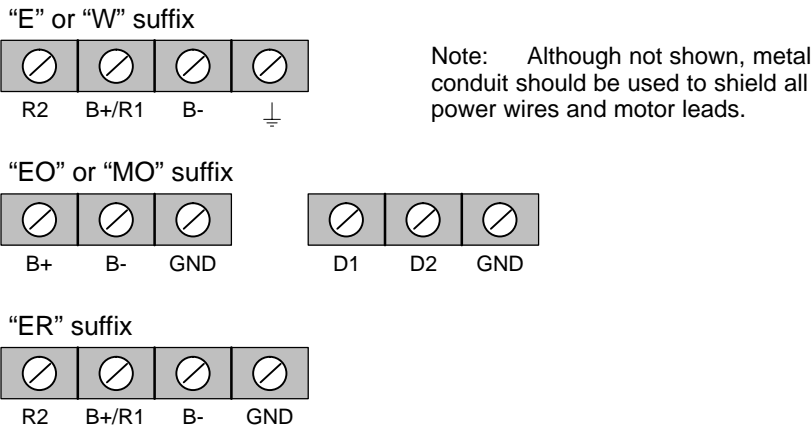 “E” or “W” suffix
R2 B+/R1 B- ⏚
Note: Although not shown, metal
conduit should be used to shield all
power wires and motor leads.
“EO” or “MO” suffix
B+ B- GND
D1 D2 GND
“ER” suffix
R2 B+/R1 B- GND